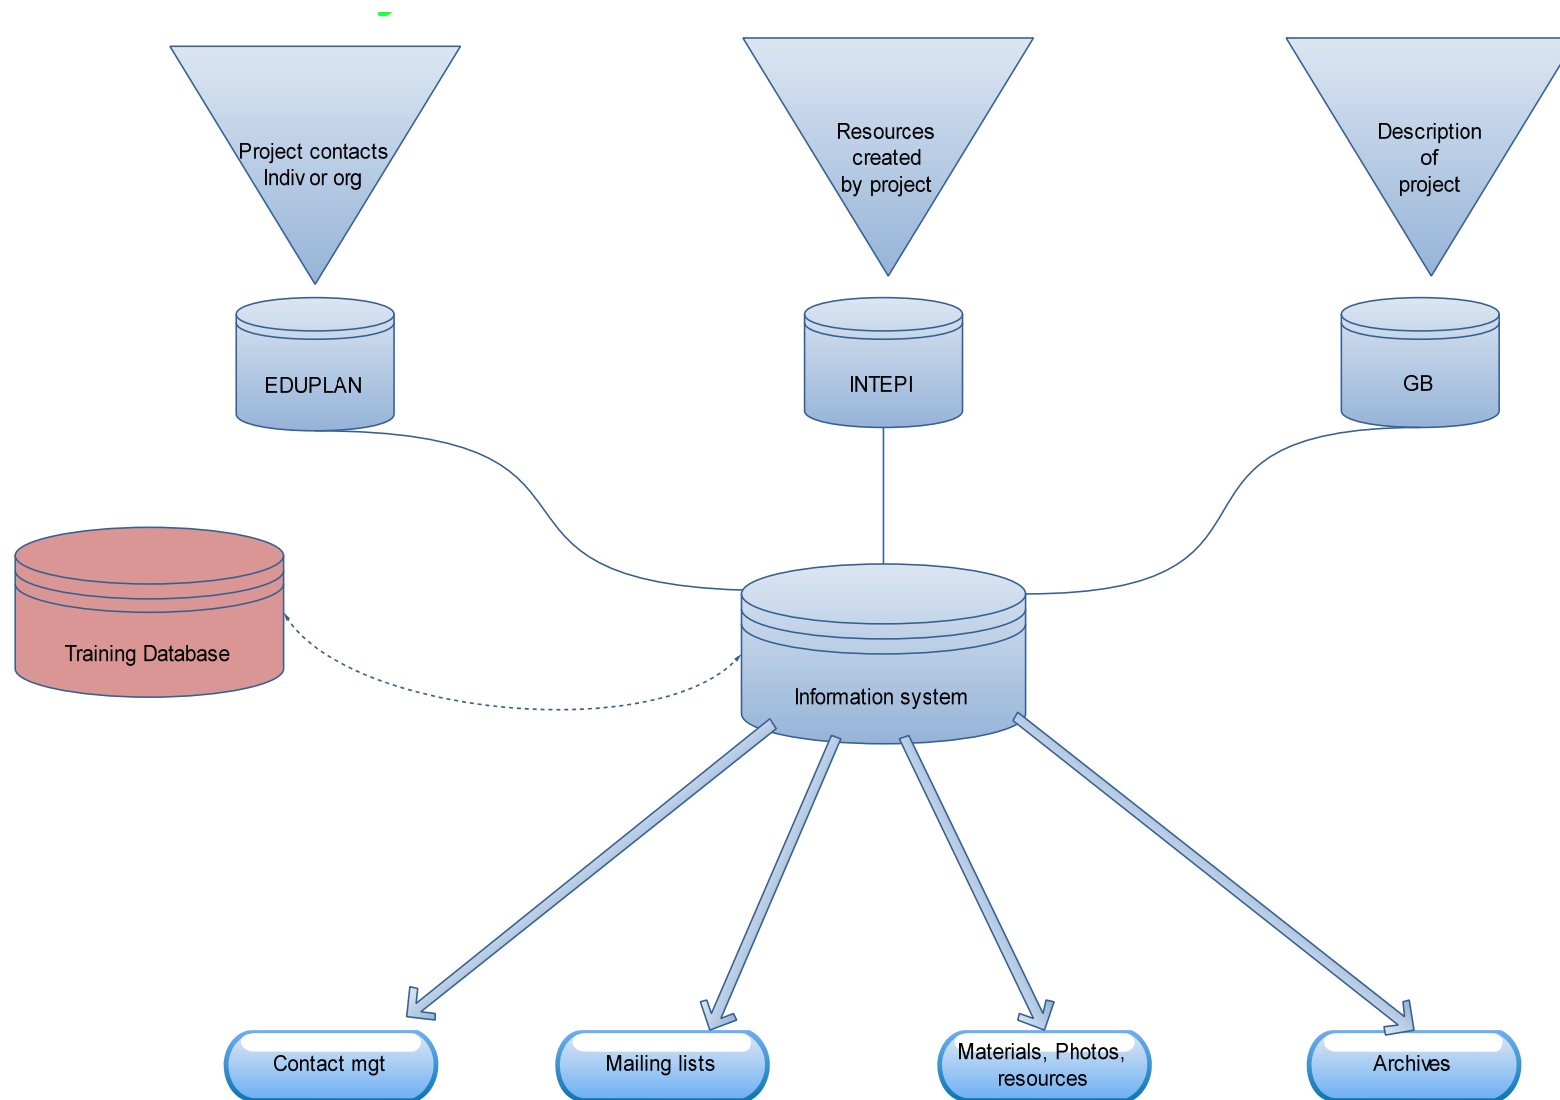 Project contacts
Indiv or org
Resources
created
by project
Description
of
project
EDUPLAN
INTEPI
GB
Training Database
Information system
Contact mgt
Mailing lists
Materials, Photos,
resources
Archives